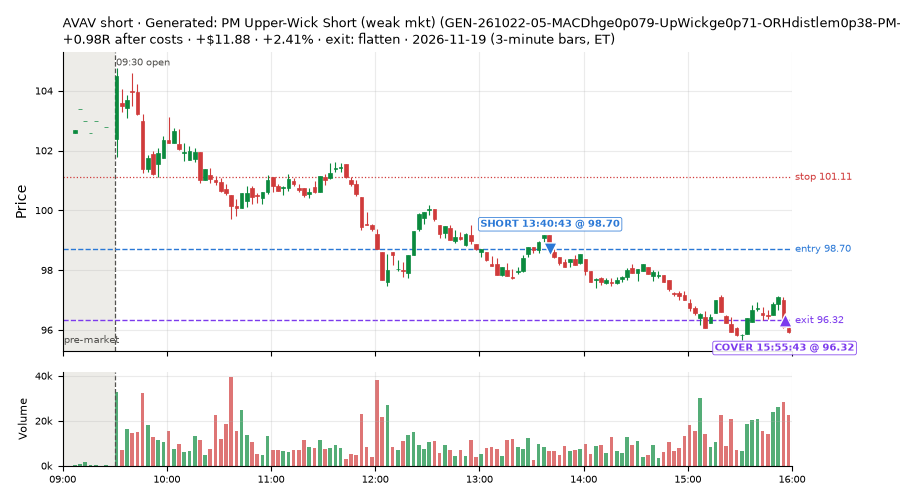 AVAV short · Generated: PM Upper-Wick Short (weak mkt) (GEN-261022-05-MACDhge0p079-UpWickge0p71-ORHdistlem0p38-PM-
+0.98R after costs · +$11.88 · +2.41% · exit: flatten · 2026-11-19 (3-minute bars, ET)
09:30 open
104
102
100
98
96
Price
stop 101.11
SHORT 13:40:43 @ 98.70
entry 98.70
exit 96.32
pre-market
COVER 15:55:43 @ 96.32
40k
20k
0k
Volume
09:00
10:00
11:00
12:00
13:00
14:00
15:00
16:00